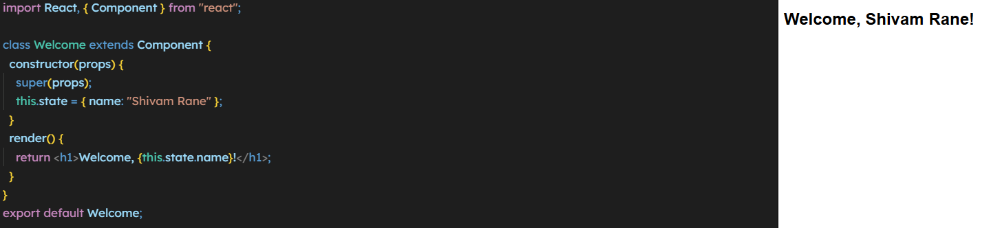 import React, { Component } from "react";
class Welcome extends Component {
constructor(props) {
super(props);
this.state = { name: "Shivam Rane" };
}
render() {
return <h1>Welcome, {this.state.name}!</h1>;
}
}
export default Welcome;
Welcome, Shivam Rane!